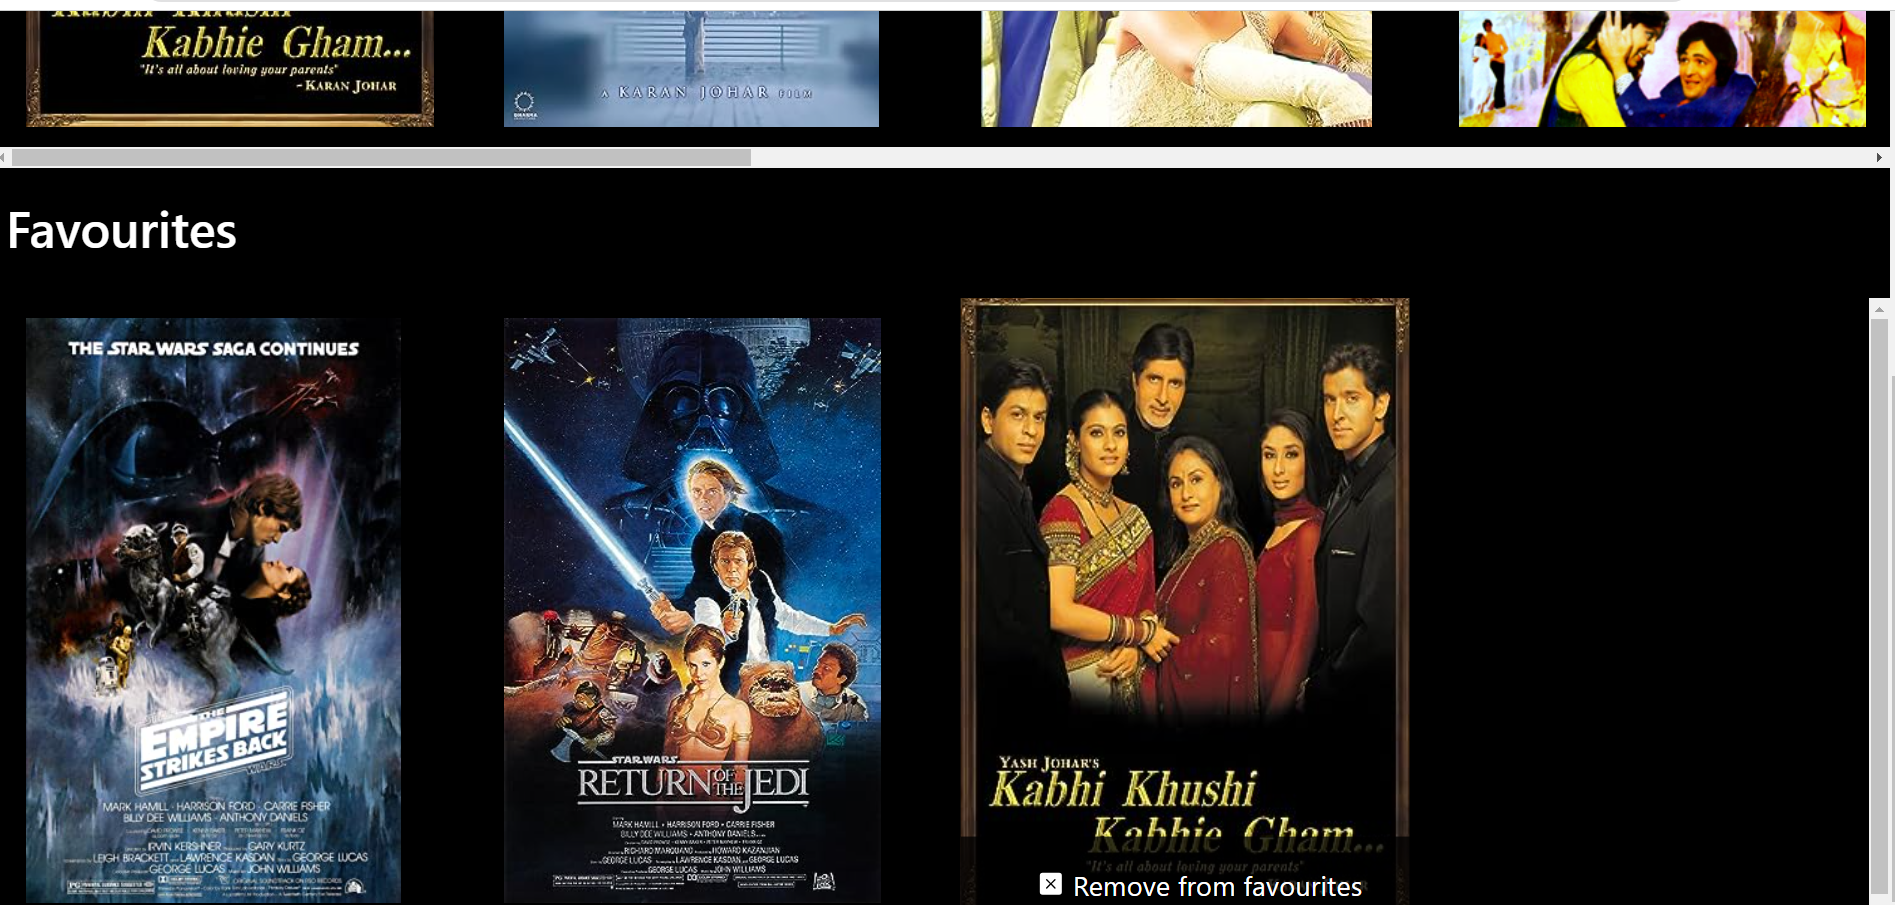 Kabhi Khushi
Kabhie Gham...
"It's all about loving your parents"
~ KARAN JOHAR
A KARAN JOHAR FILM
Favourites
THE STAR WARS SAGA CONTINUES
THE
EMPIRE
STRIKES BACK
WARS
MARK HAMILL · HARRISON FORD · CARRIE FISHER
BILLY DEE WILLIAMS · ANTHONY DANIELS
IRVIN KERSHNER GARY KURTZ
LEIGH BRACKETT LAWRENCE KASDAN GEORGE LUCAS
GEORGE LUCAS JOHN WILLIAMS
STAR WARS
RETURN OF THE JEDI
MARK HAMILL · HARRISON FORD · CARRIE FISHER
BILLY DEE WILLIAMS · ANTHONY DANIELS
RICHARD MARQUAND HOWARD KAZANJIAN
GEORGE LUCAS LAWRENCE KASDAN GEORGE LUCAS
GEORGE LUCAS JOHN WILLIAMS
YASH JOHAR'S
Kabhi Khushi
Kabhie Gham...
"It's all about loving your parents"
Remove from favourites